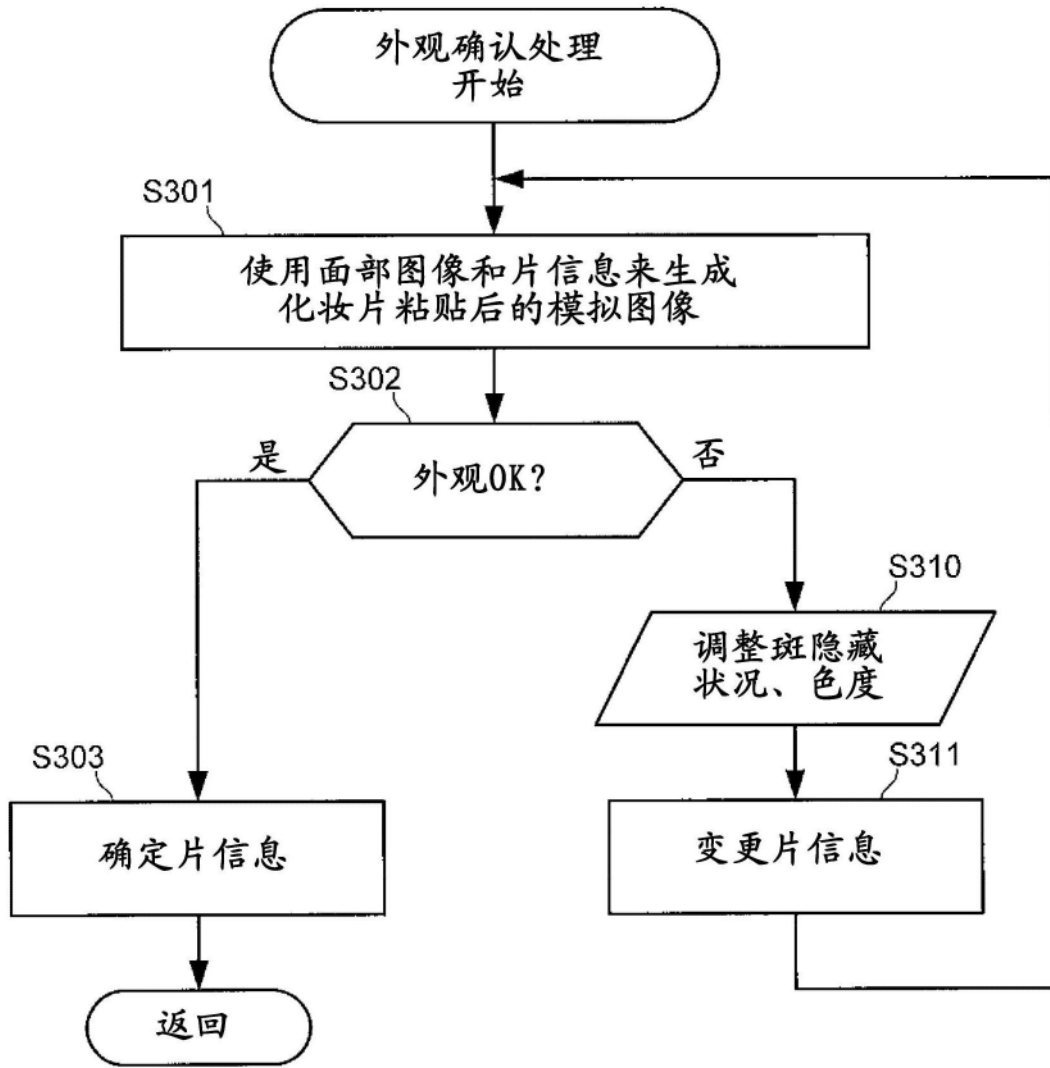 外观确认处理
开始
S301
使用面部图像和片信息来生成
化妆片粘贴后的模拟图像
S302
是
外观OK?
否
S310
调整斑隐藏
状况、色度
S303
确定片信息
S311
变更片信息
返回